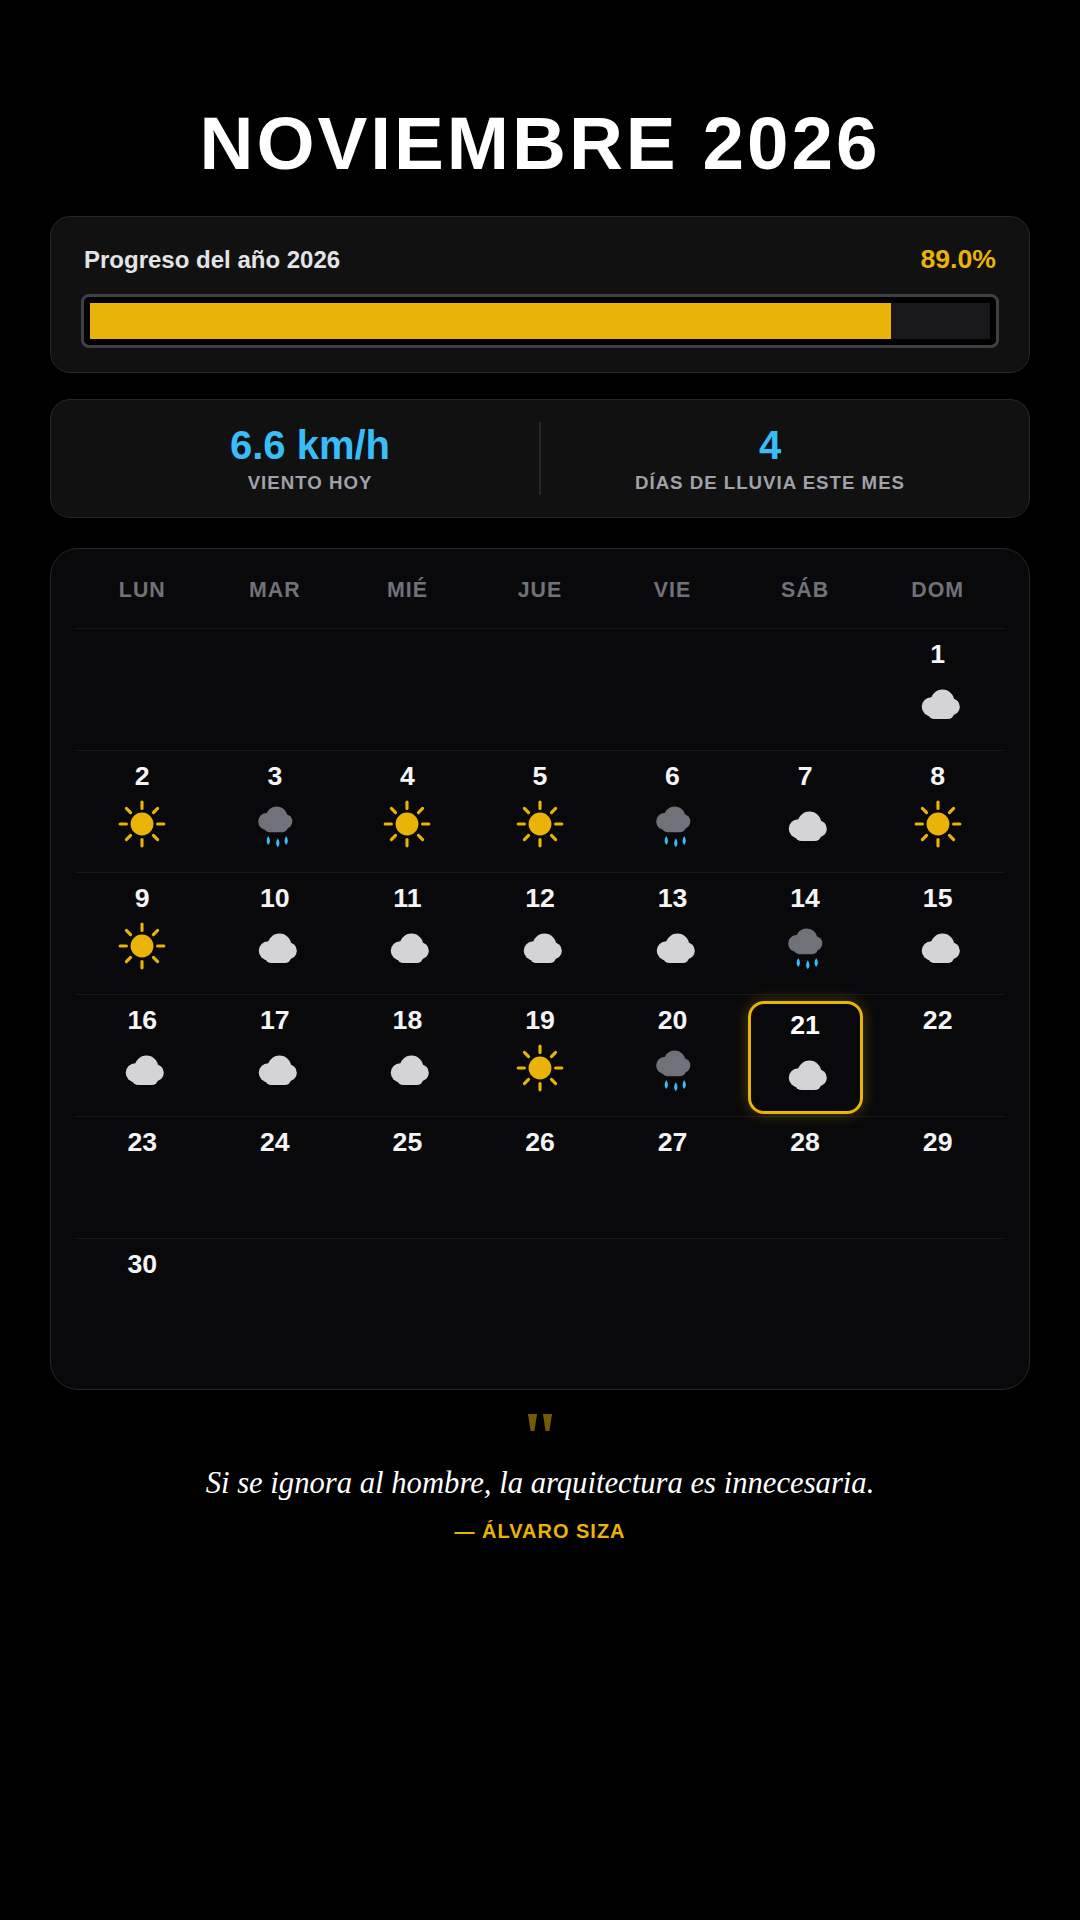 NOVIEMBRE 2026
Progreso del año 2026 89.0%
6.6 km/h 4
VIENTO HOY DÍAS DE LLUVIA ESTE MES
LUN MAR MIÉ JUE VIE SÁB DOM
1
2 3 4 5 6 7 8
9 10 11 12 13 14 15
16 17 18 19 20 21 22
23 24 25 26 27 28 29
30
"
Si se ignora al hombre, la arquitectura es innecesaria.
— ÁLVARO SIZA